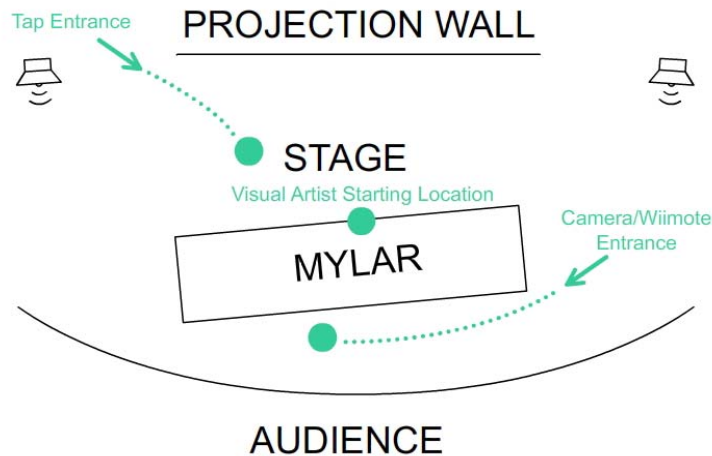 Tap Entrance
PROJECTION WALL
STAGE
Visual Artist Starting Location
Camera/Wiimote
Entrance
MYLAR
AUDIENCE